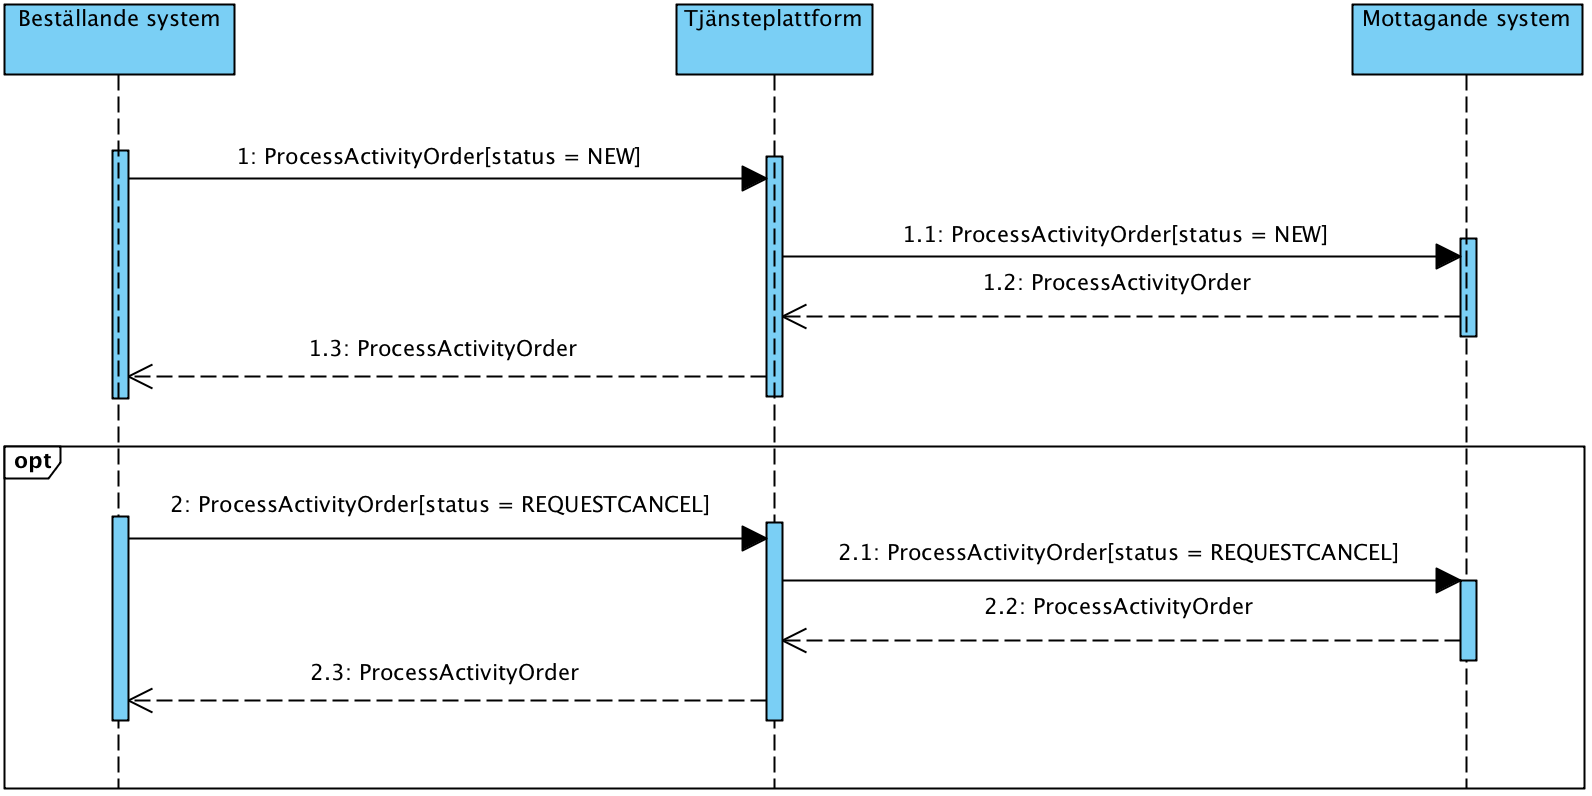 Beställande system
Tjänsteplattform
Mottagande system
1: ProcessActivityOrder[status = NEW]
1.1: ProcessActivityOrder[status = NEW]
1.2: ProcessActivityOrder
1.3: ProcessActivityOrder
opt
2: ProcessActivityOrder[status = REQUESTCANCEL]
2.1: ProcessActivityOrder[status = REQUESTCANCEL]
2.2: ProcessActivityOrder
2.3: ProcessActivityOrder